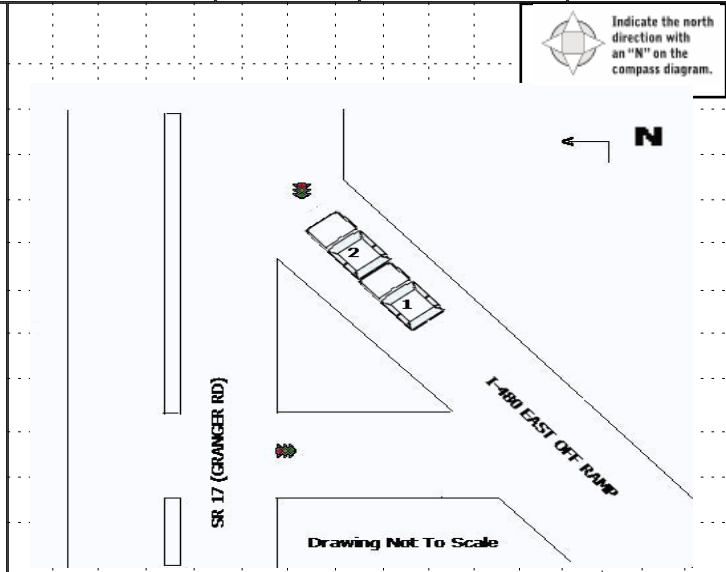 Indicate the north
direction with
an “N” on the
compass diagram.
N
2
1
I-480 EAST OFF RAMP
SR 17 (GRANGER RD)
Drawing Not To Scale